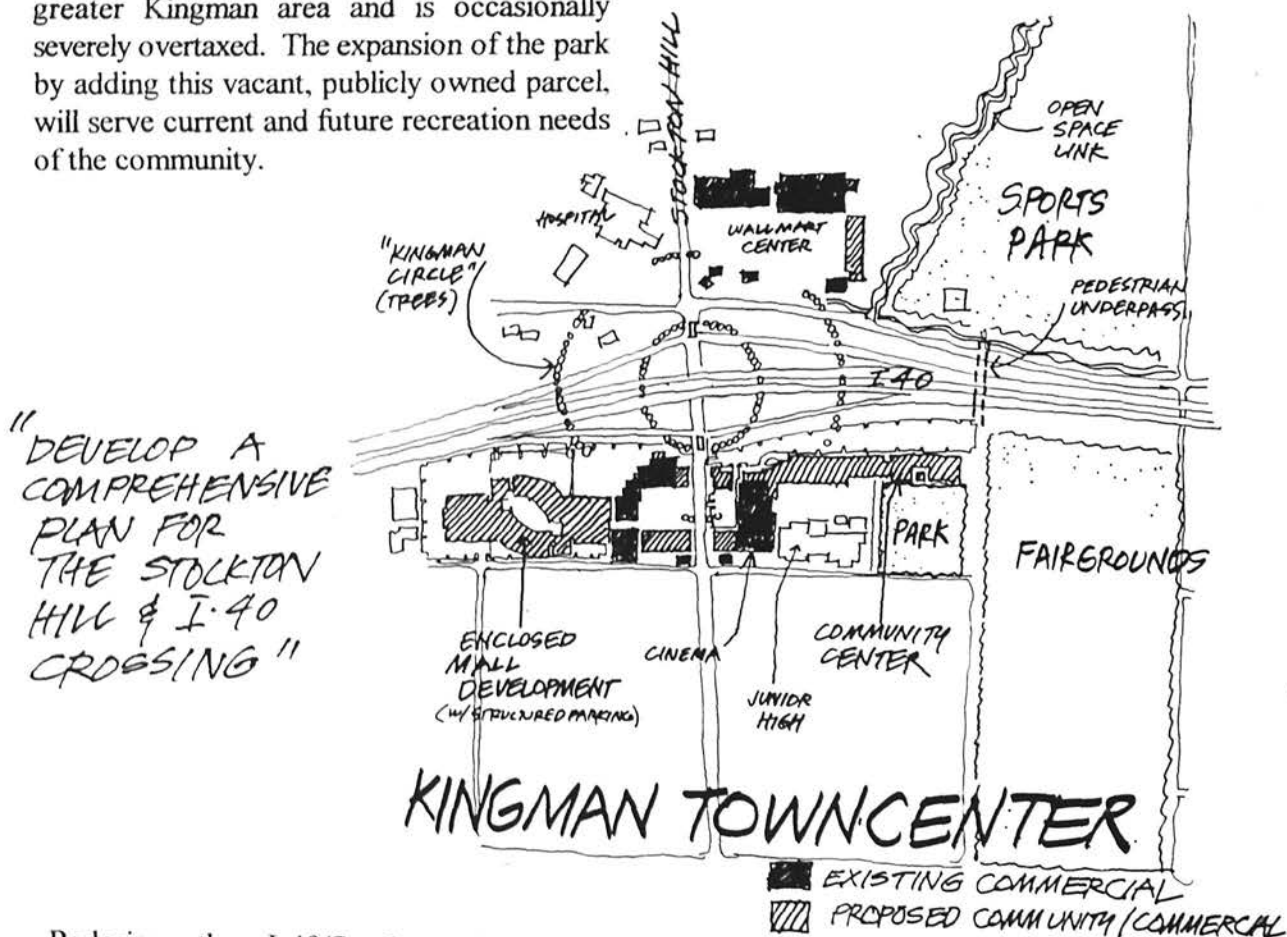 greater Kingman area and is occasionally
severely overtaxed. The expansion of the park
by adding this vacant, publicly owned parcel,
will serve current and future recreation needs
of the community.
STOCKTON HILL
OPEN
SPACE
LINK
SPORTS
PARK
HOSPITAL
WALLMART
CENTER
"KINGMAN
CIRCLE"
(TREES)
PEDESTRIAN
UNDERPASS
I-40
"DEVELOP A
COMPREHENSIVE
PLAN FOR
THE STOCKTON
HILL & I-40
CROSSING"
PARK
FAIRGROUNDS
ENCLOSED
MALL
DEVELOPMENT
(W/STRUCURED PARKING)
CINEMA
JUNIOR
HIGH
COMMUNITY
CENTER
KINGMAN TOWN CENTER
EXISTING COMMERCIAL
PROPOSED COMMUNITY/COMMERCIAL